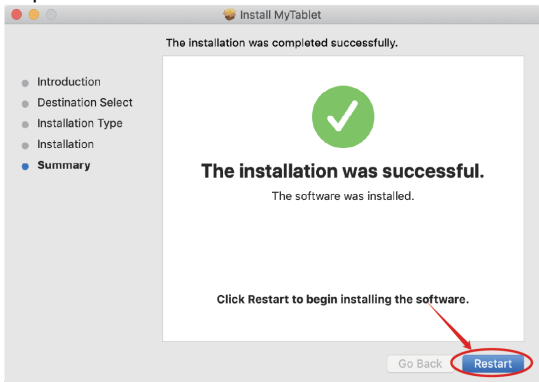 Install MyTablet
The installation was completed successfully.
Introduction
Destination Select
Installation Type
Installation
Summary
The installation was successful.
The software was installed.
Click Restart to begin installing the software.
Go Back
Restart